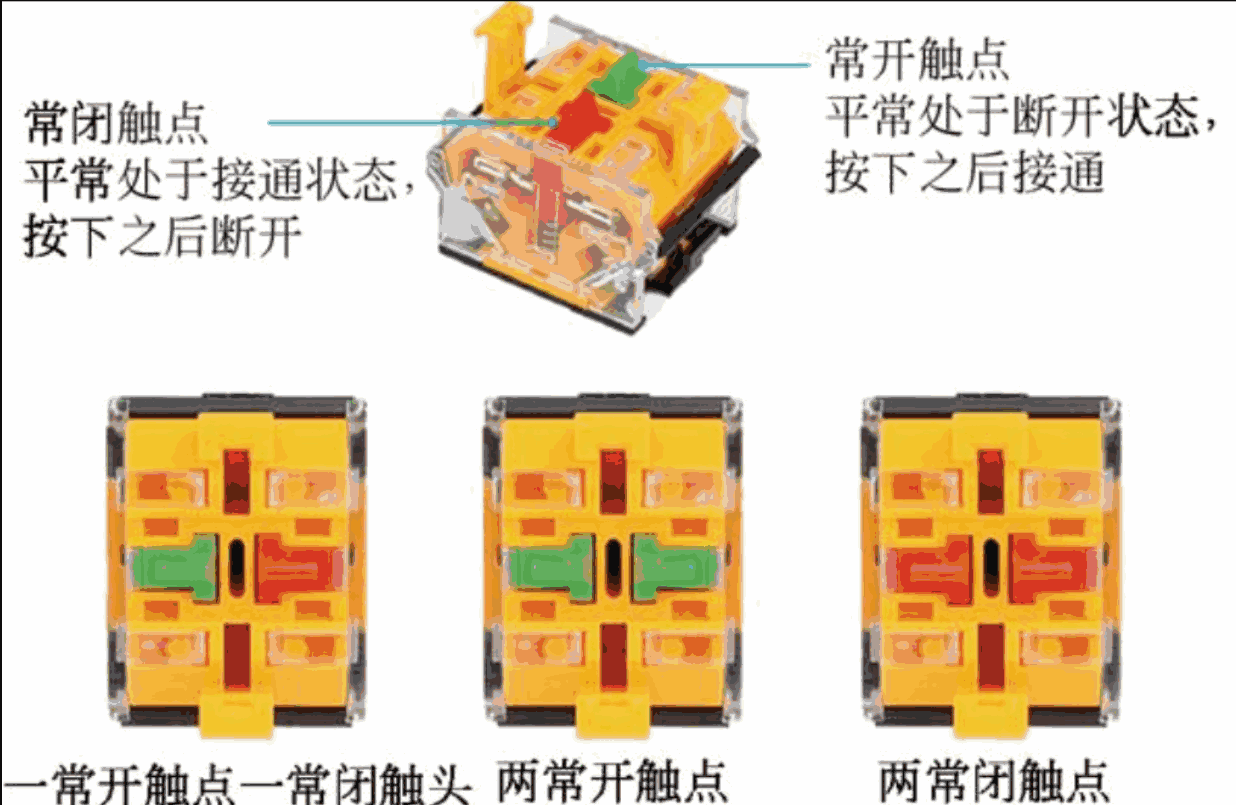 常开触点
平常处于断开状态，
按下之后接通
常闭触点
平常处于接通状态，
按下之后断开
一常开触点一常闭触头
两常开触点
两常闭触点